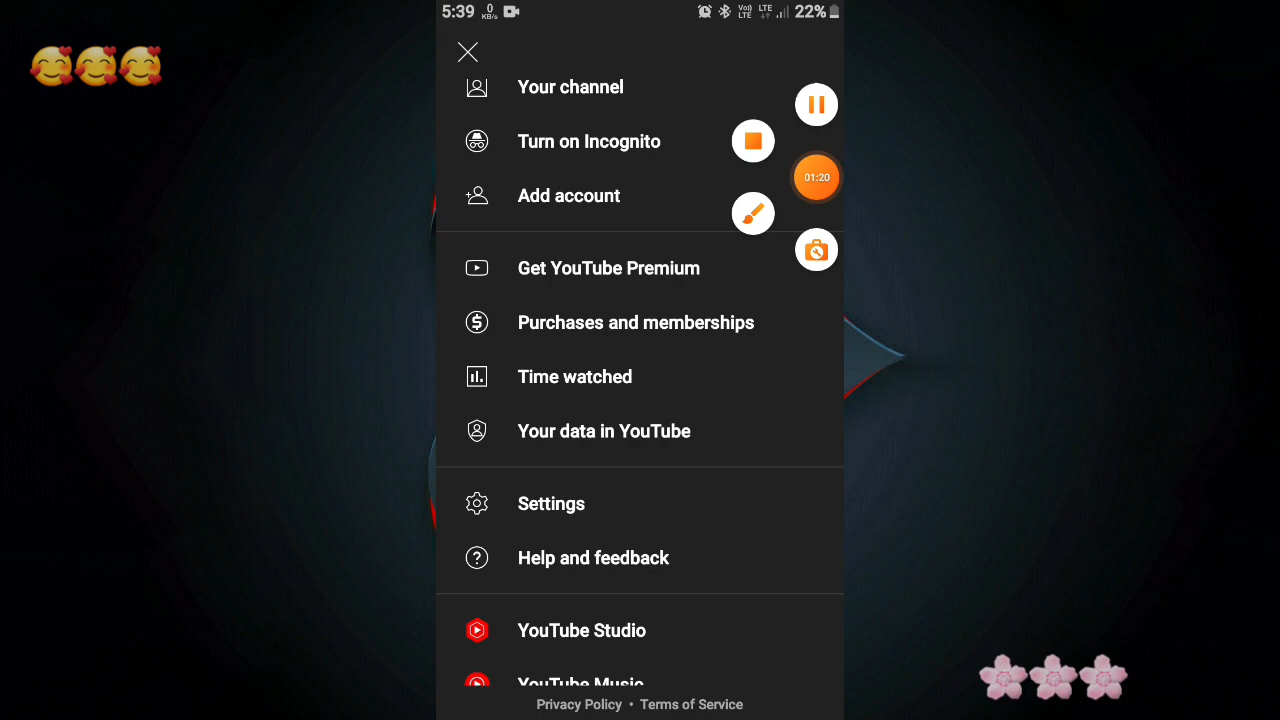 5:39 0 KB/s Vo) LTE LTE 22%
Your channel
Turn on Incognito
01:20
Add account
Get YouTube Premium
Purchases and memberships
Time watched
Your data in YouTube
Settings
Help and feedback
YouTube Studio
YouTube Music
Privacy Policy • Terms of Service